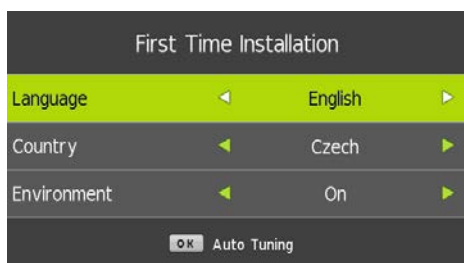 First Time Installation
Language English
Country Czech
Environment On
OK Auto Tuning